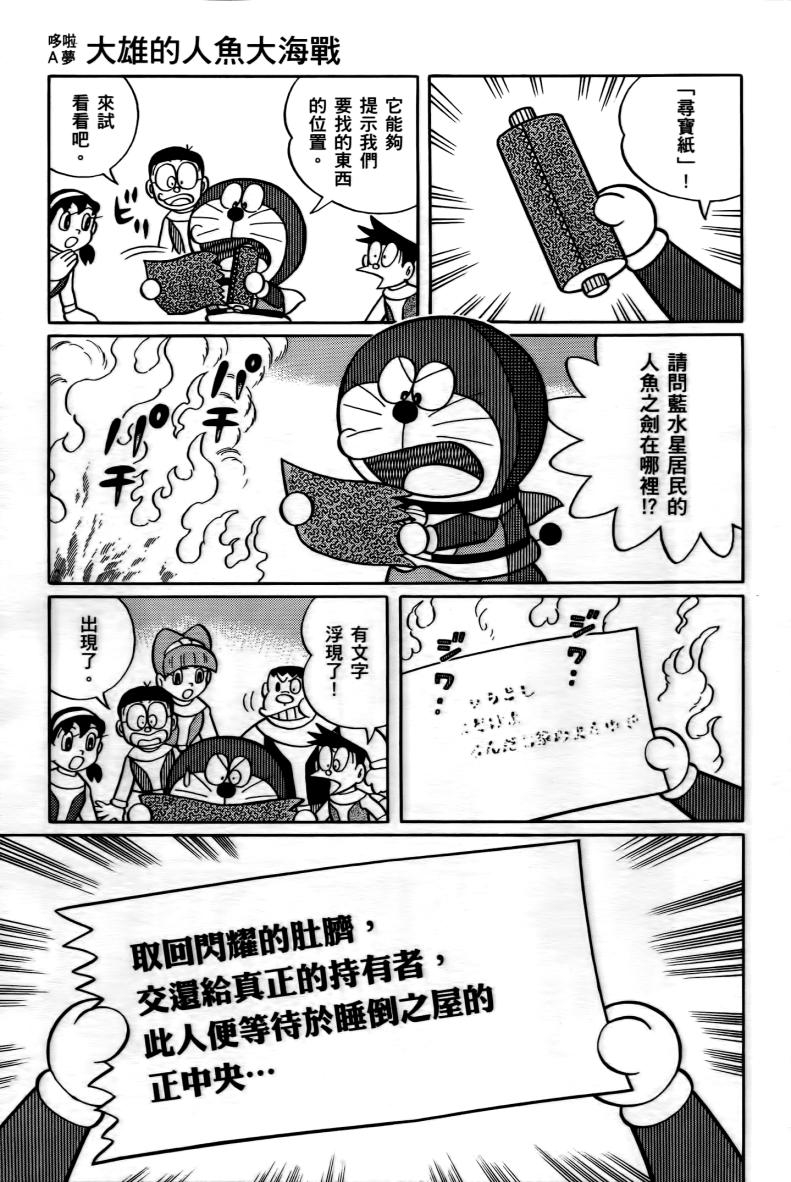 哆啦
A夢
大雄的人魚大海戰
「尋寶紙」！
它能夠
提示我們
要找的東西
的位置。
來試
看看吧。
ビ
請問藍水星居民的
人魚之劍在哪裡!?
パチ
パチ
ジワ
ジワ
有文字
浮現了！
出現了。
取回閃耀的肚臍，
交還給真正的持有者，
此人便等待於睡倒之屋的
正中央…